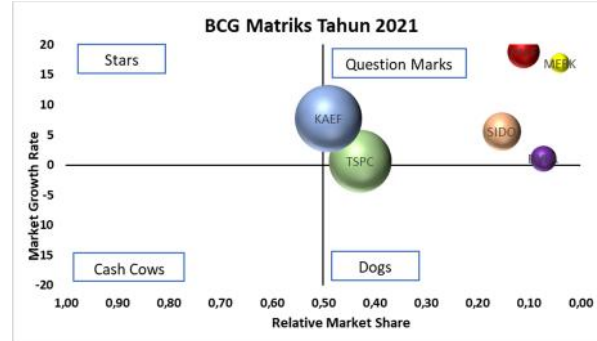 BCG Matriks Tahun 2021
Stars
Question Marks
MERK
KAEF
SIDO
TSPC
Cash Cows
Dogs
Market Growth Rate
20
15
10
5
0
-5
-10
-15
-20
1,00 0,90 0,80 0,70 0,60 0,50 0,40 0,30 0,20 0,10 0,00
Relative Market Share